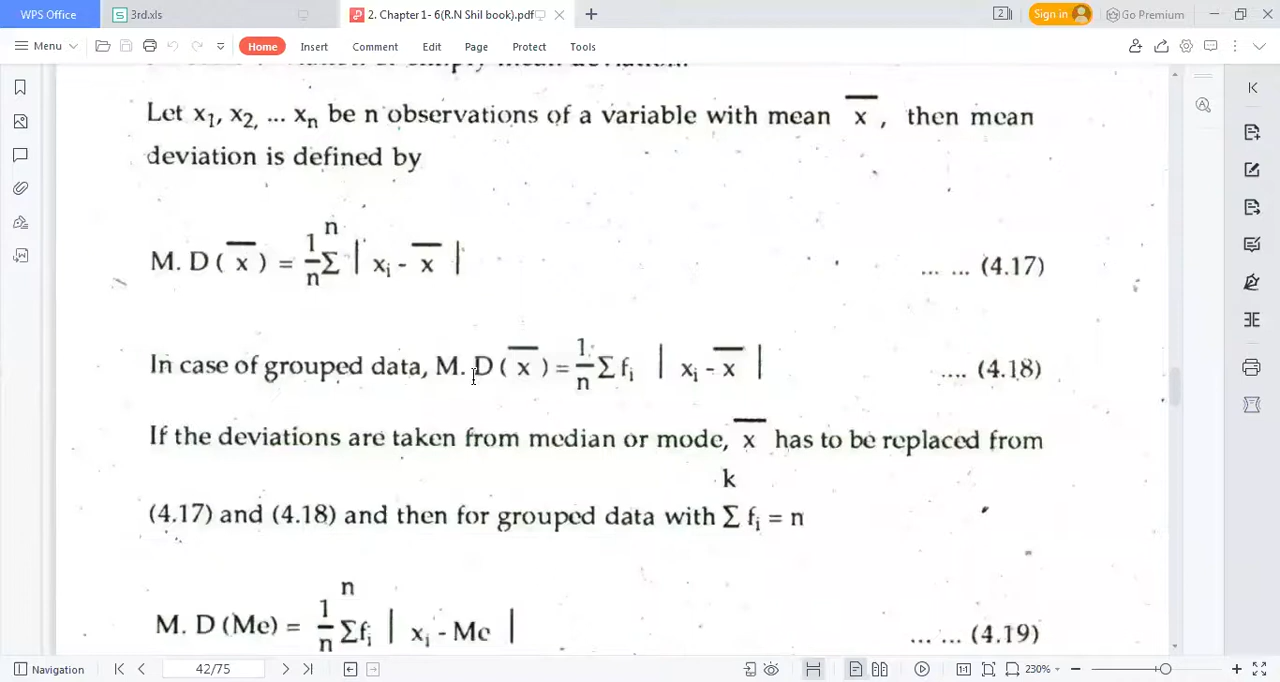 WPS Office
3rd.xls
2. Chapter 1- 6(R.N Shil book).pdf
2
Sign in
Go Premium
Menu
Home
Insert
Comment
Edit
Page
Protect
Tools
Let x1, x2, ... xn be n observations of a variable with mean x̄, then mean
deviation is defined by
n
M. D ( x̄ ) = 1/n Σ | xi - x̄ | ... ... (4.17)
In case of grouped data, M. D ( x̄ ) = 1/n Σ fi | xi - x̄ | .... (4.18)
If the deviations are taken from median or mode, x̄ has to be replaced from
k
(4.17) and (4.18) and then for grouped data with Σ fi = n
n
M. D (Me) = 1/n Σfi | xi - Me | ... ... (4.19)
Navigation
42/75
230%